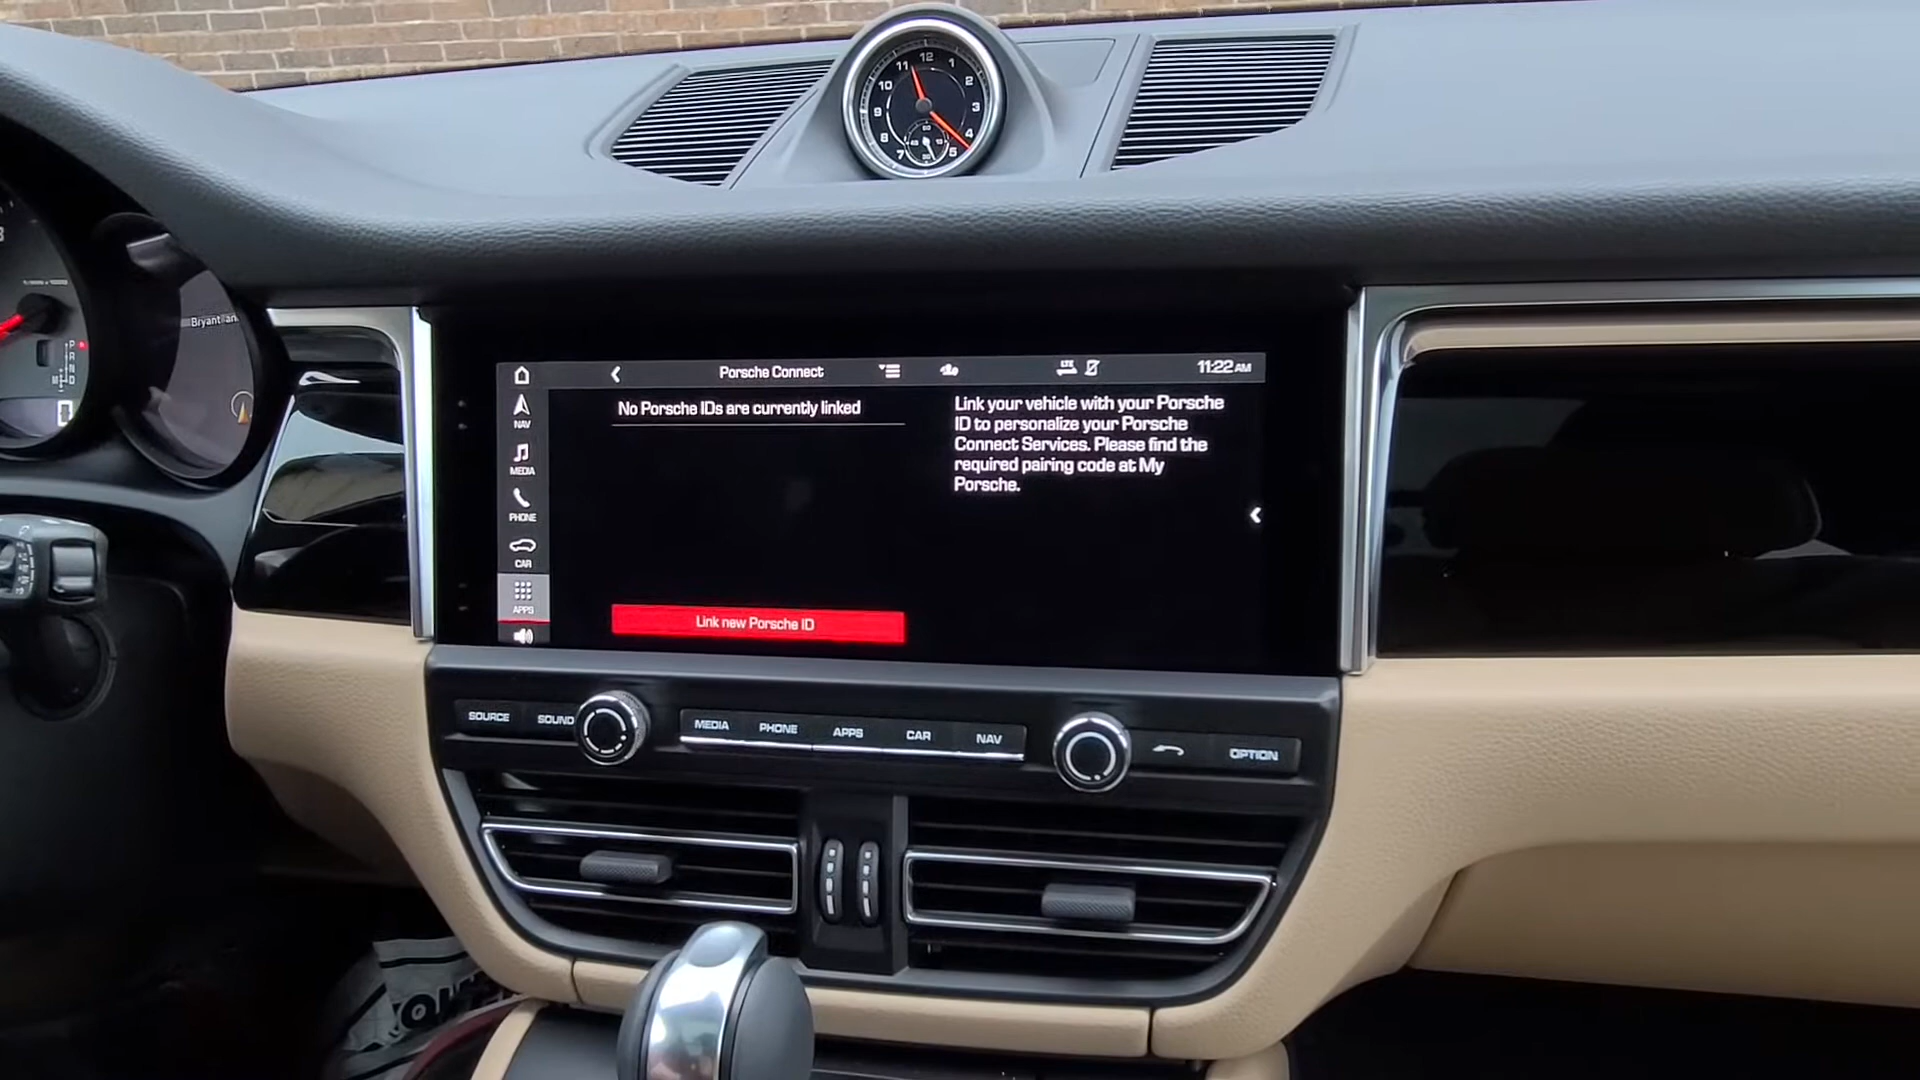 12
11
1
10
2
9
3
8
4
7
5
Bryant
P
R
N
M D
Porsche Connect
LTE
11:22 AM
NAV
MEDIA
PHONE
CAR
APPS
No Porsche IDs are currently linked
Link new Porsche ID
Link your vehicle with your Porsche
ID to personalize your Porsche
Connect Services. Please find the
required pairing code at My
Porsche.
SOURCE
SOUND
MEDIA
PHONE
APPS
CAR
NAV
OPTION